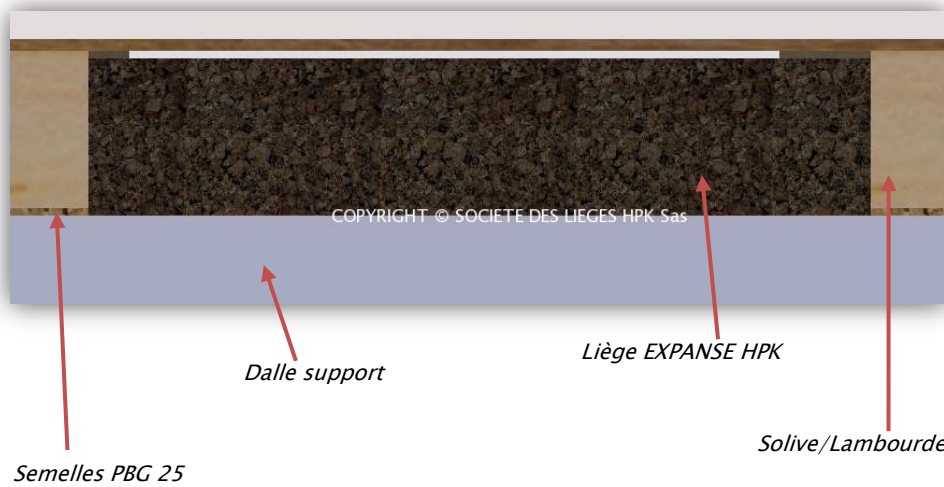 COPYRIGHT © SOCIETE DES LIEGES HPK Sas
Liège EXPANSE HPK
Dalle support
Solive/Lambourde
Semelles PBG 25